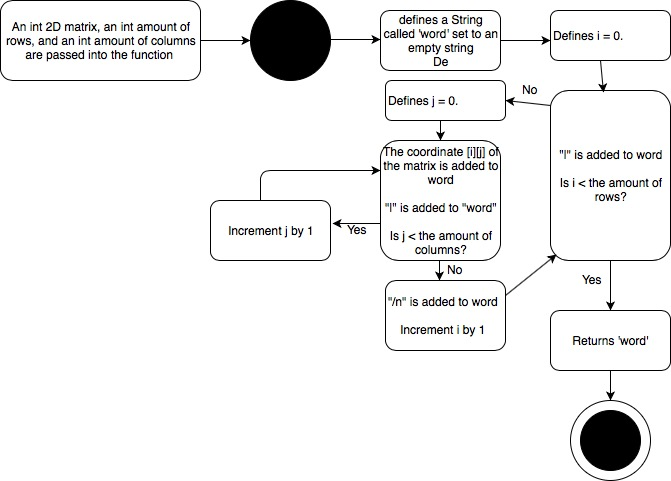 An int 2D matrix, an int amount of
rows, and an int amount of columns
are passed into the function
defines a String
called 'word' set to an
empty string
De
Defines i = 0.
No
Defines j = 0.
"|" is added to word
Is i < the amount of
rows?
The coordinate [i][j] of
the matrix is added to
word
"|" is added to "word"
Is j < the amount of
columns?
Yes
Increment j by 1
No
"/n" is added to word
Increment i by 1
Yes
Returns 'word'